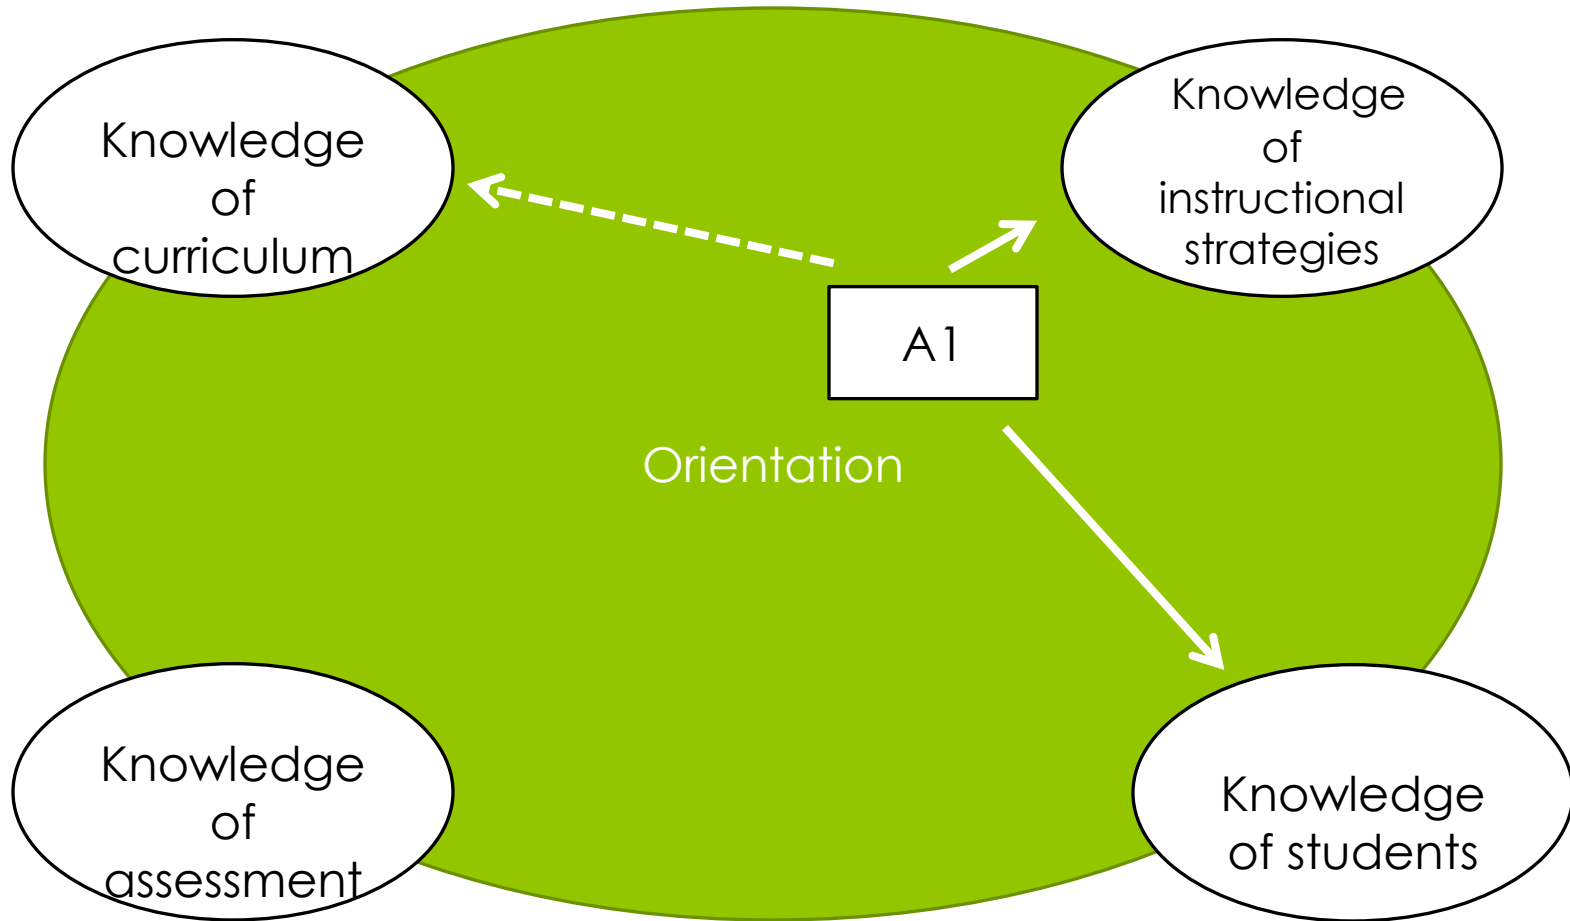 Knowledge
of
curriculum
Knowledge
of
instructional
strategies
A1
Orientation
Knowledge
of
assessment
Knowledge
of students